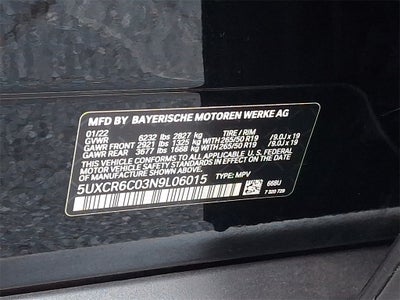 MFD BY BAYERISCHE MOTOREN WERKE AG
01/22 TIRE / RIM
GVWR 6232 lbs 2827 kg
GAWR FRONT 2921 lbs 1325 kg 265/50 R19 /9.0J x 19
GAWR REAR 3677 lbs 1668 kg 265/50 R19 /9.0J x 19
THIS VEHICLE CONFORMS TO ALL APPLICABLE U.S. FEDERAL
MOTOR VEHICLE SAFETY STANDARDS IN EFFECT ON THE
DATE OF MANUFACTURE SHOWN ABOVE.
5UXCR6C03N9L06015 TYPE: MPV
668U